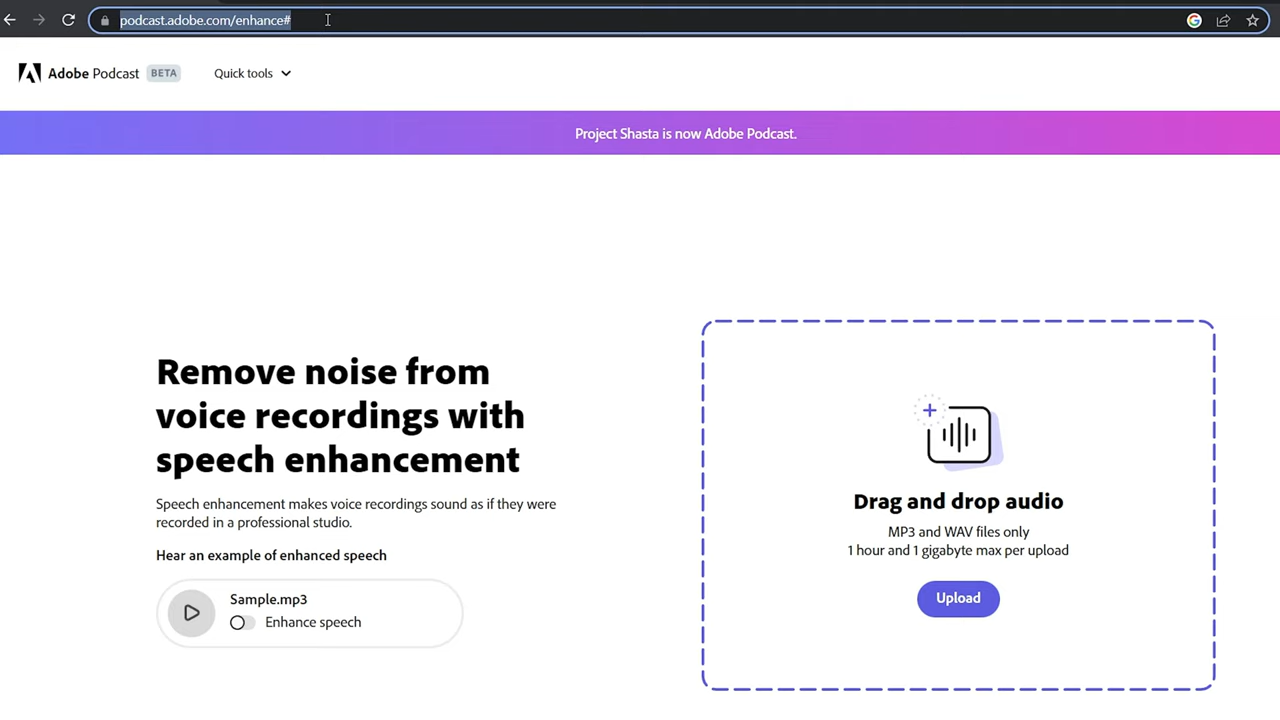 podcast.adobe.com/enhance#
Adobe Podcast BETA
Quick tools
Project Shasta is now Adobe Podcast.
Remove noise from
voice recordings with
speech enhancement
Speech enhancement makes voice recordings sound as if they were
recorded in a professional studio.
Hear an example of enhanced speech
Sample.mp3
Enhance speech
Drag and drop audio
MP3 and WAV files only
1 hour and 1 gigabyte max per upload
Upload